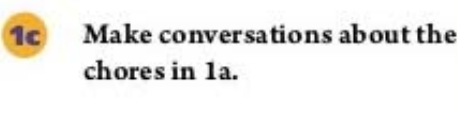 1c Make conversations about the
chores in 1a.